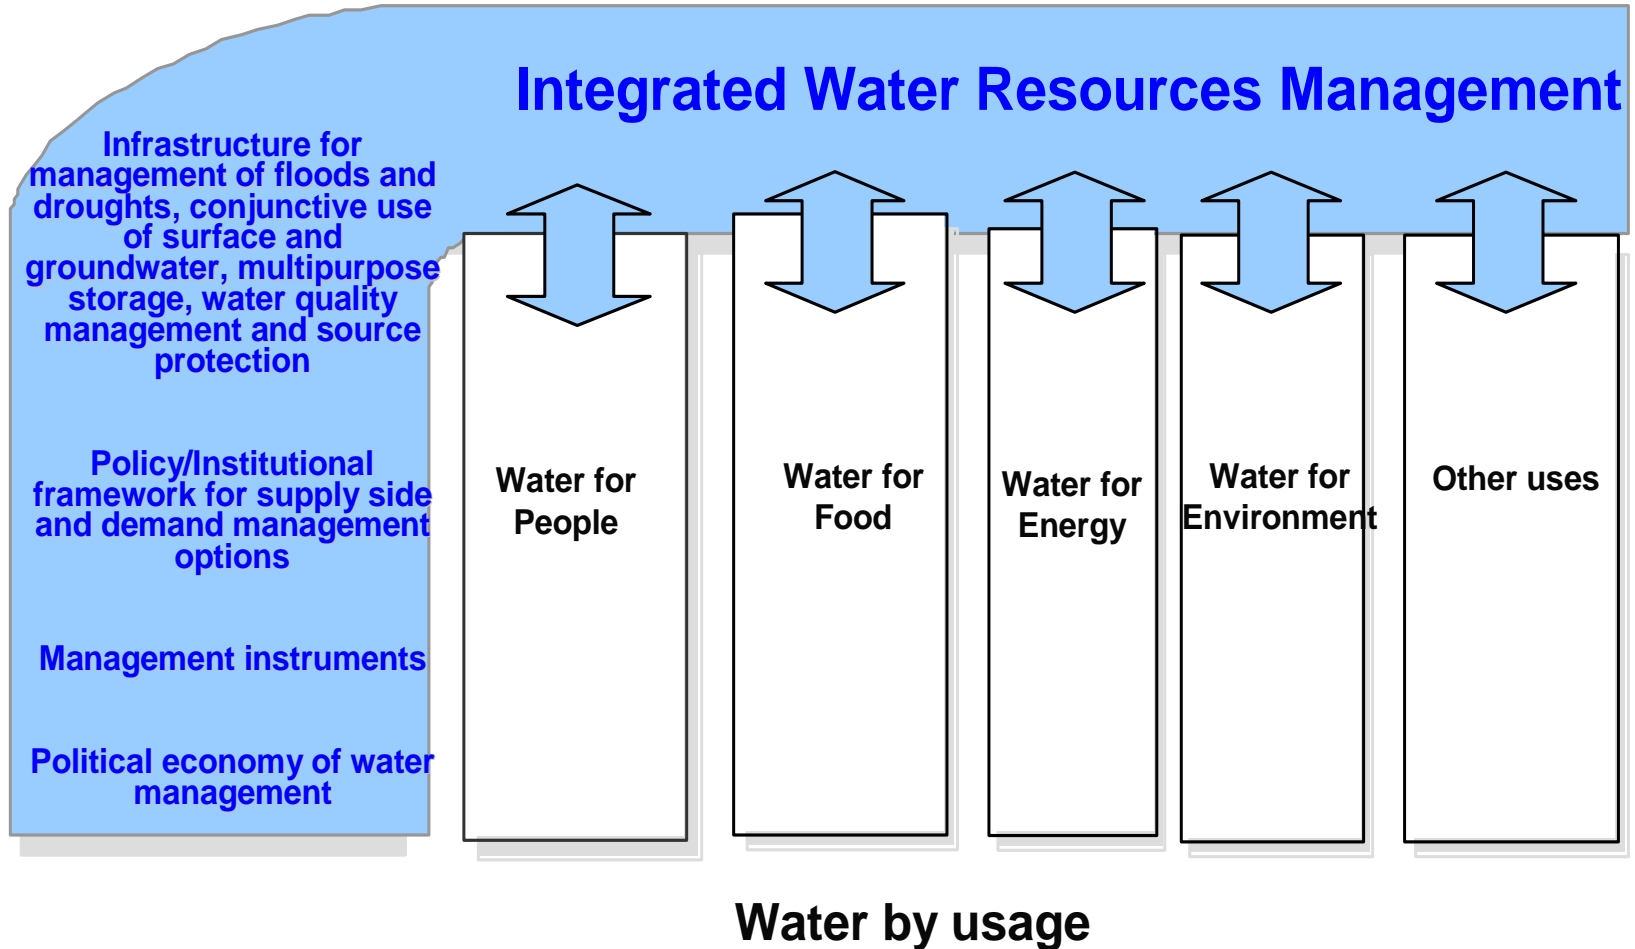 Integrated Water Resources Management
Infrastructure for
management of floods and
droughts, conjunctive use
of surface and
groundwater, multipurpose
storage, water quality
management and source
protection
Policy/Institutional
framework for supply side
and demand management
options
Management instruments
Political economy of water
management
Water for
People
Water for
Food
Water for
Energy
Water for
Environment
Other uses
Water by usage